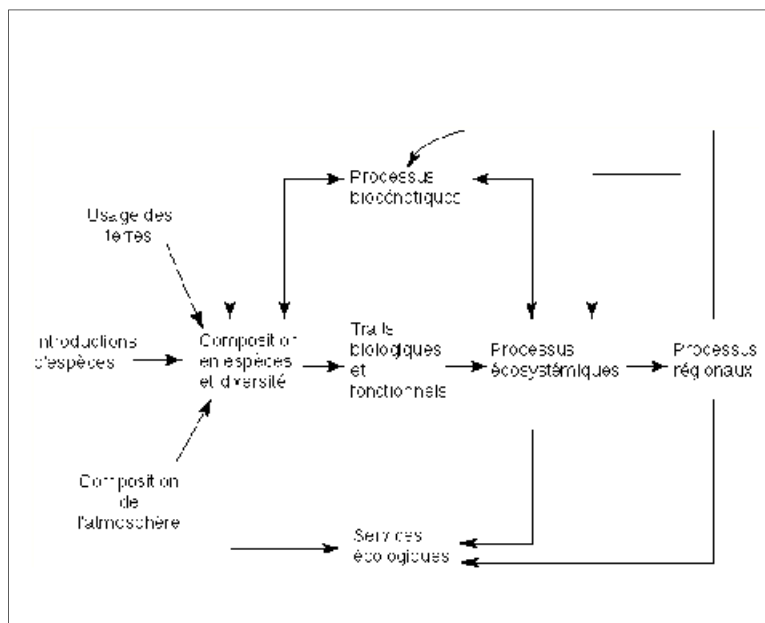 Processus
biocénotiques
Usage des
terres
Introductions
d'espèces
Composition
en espèces
et diversité
Traits
biologiques
et
fonctionnels
Processus
écosystémiques
Processus
régionaux
Composition
de
l'atmosphère
Services
écologiques